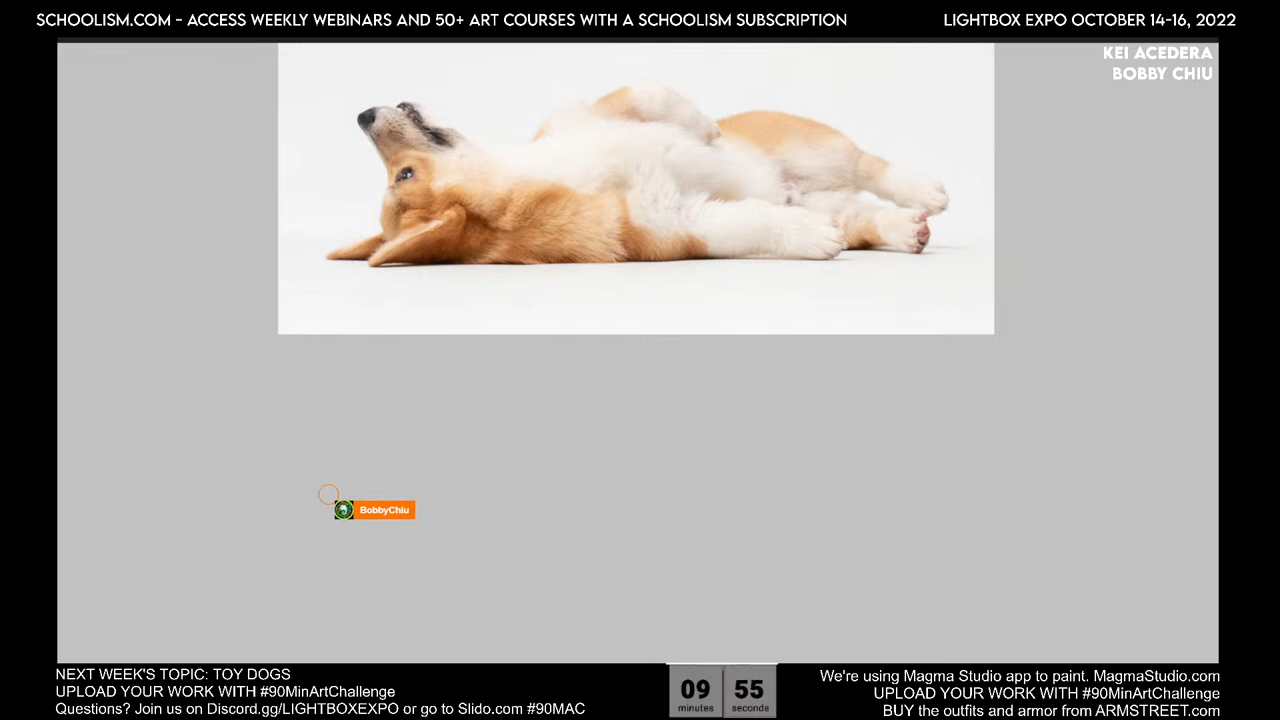 SCHOOLISM.COM - ACCESS WEEKLY WEBINARS AND 50+ ART COURSES WITH A SCHOOLISM SUBSCRIPTION
LIGHTBOX EXPO OCTOBER 14-16, 2022
KEI ACEDERA
BOBBY CHIU
BobbyChiu
NEXT WEEK'S TOPIC: TOY DOGS
UPLOAD YOUR WORK WITH #90MinArtChallenge
Questions? Join us on Discord.gg/LIGHTBOXEXPO or go to Slido.com #90MAC
09 55
minutes seconds
We're using Magma Studio app to paint. MagmaStudio.com
UPLOAD YOUR WORK WITH #90MinArtChallenge
BUY the outfits and armor from ARMSTREET.com